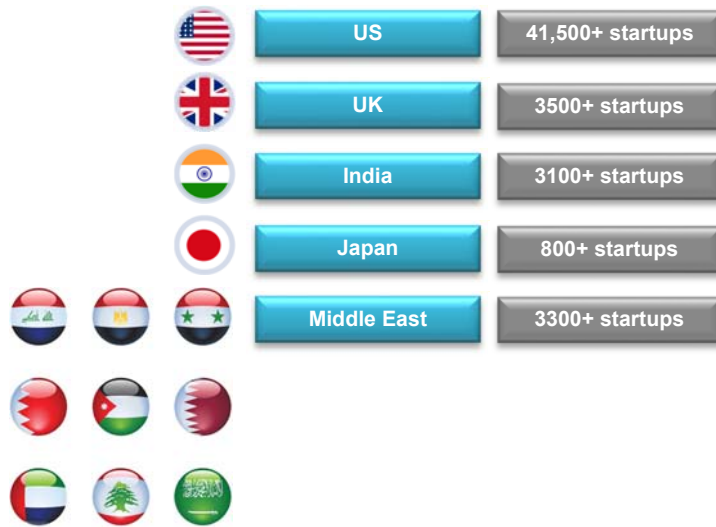 US 41,500+ startups
UK 3500+ startups
India 3100+ startups
Japan 800+ startups
Middle East 3300+ startups